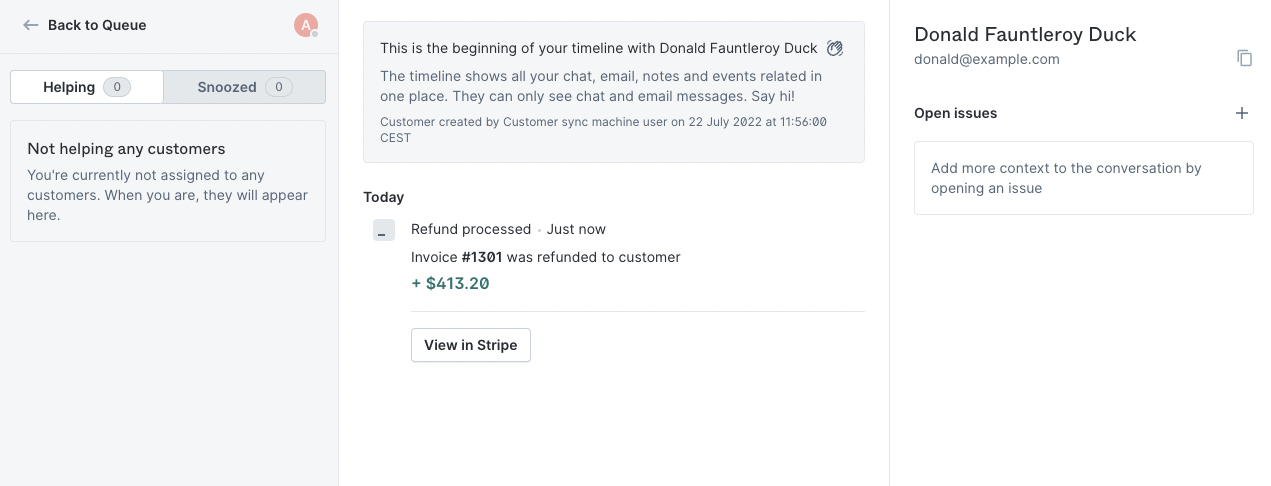 Back to Queue
A
Helping 0
Snoozed 0
Not helping any customers
You're currently not assigned to any
customers. When you are, they will appear
here.
This is the beginning of your timeline with Donald Fauntleroy Duck
The timeline shows all your chat, email, notes and events related in
one place. They can only see chat and email messages. Say hi!
Customer created by Customer sync machine user on 22 July 2022 at 11:56:00
CEST
Today
Refund processed • Just now
Invoice #1301 was refunded to customer
+ $413.20
View in Stripe
Donald Fauntleroy Duck
donald@example.com
Open issues
Add more context to the conversation by
opening an issue